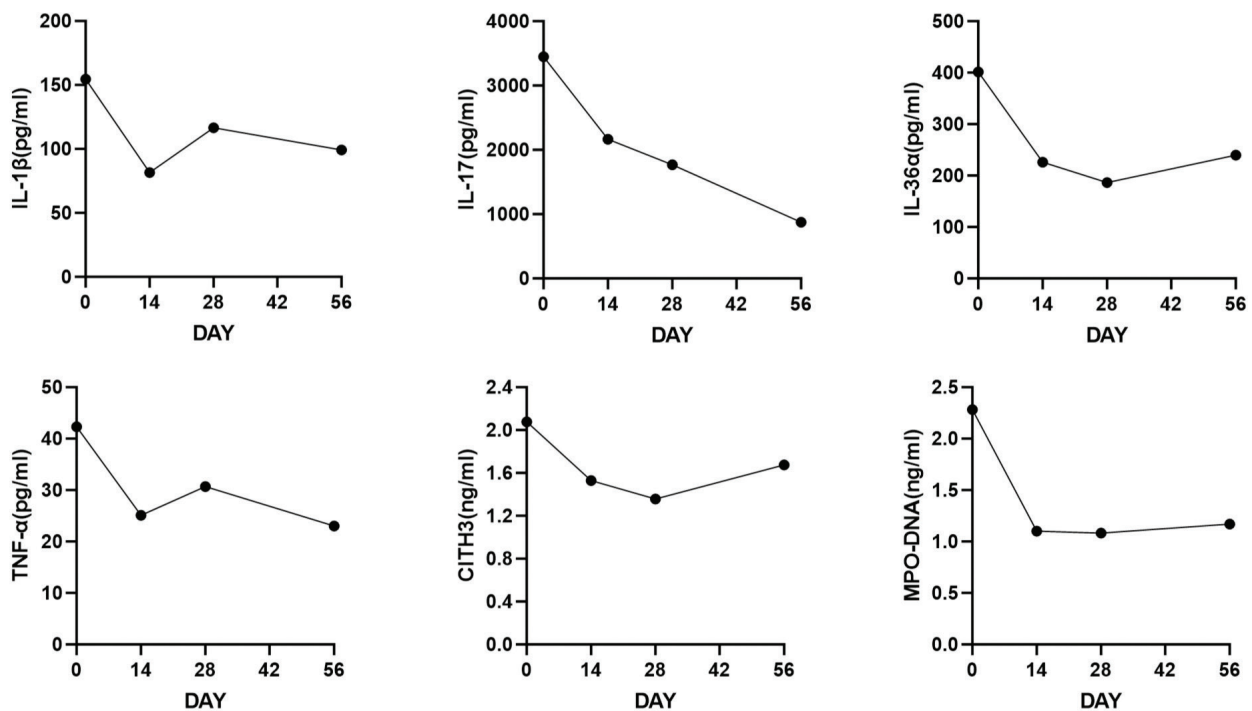 IL-1β(pg/ml)
200
150
100
50
0
0 14 28 42 56
DAY
IL-17(pg/ml)
4000
3000
2000
1000
0
0 14 28 42 56
DAY
IL-36α(pg/ml)
500
400
300
200
100
0
0 14 28 42 56
DAY
TNF-α(pg/ml)
50
40
30
20
10
0
0 14 28 42 56
DAY
CITH3(ng/ml)
2.4
2.0
1.6
1.2
0.8
0.4
0.0
0 14 28 42 56
DAY
MPO-DNA(ng/ml)
2.5
2.0
1.5
1.0
0.5
0.0
0 14 28 42 56
DAY